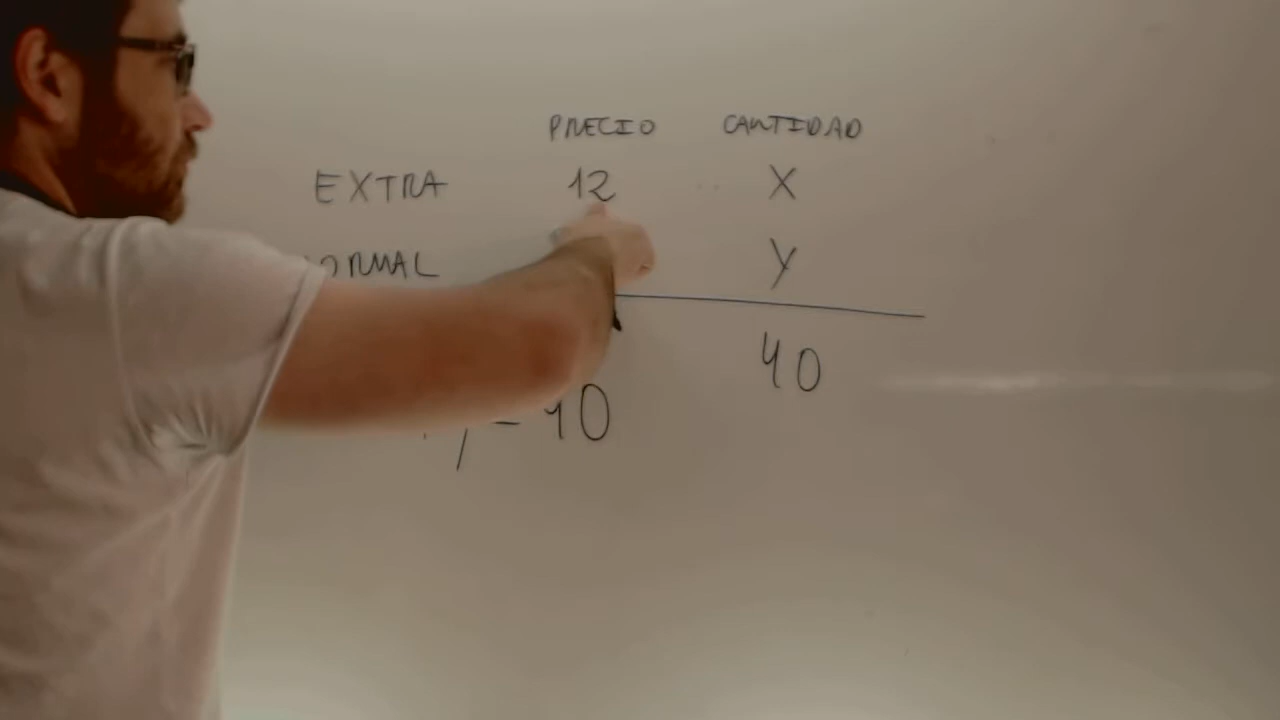 PRECIO CANTIDAD
EXTRA 12 X
ORMAL Y
40
y = 40